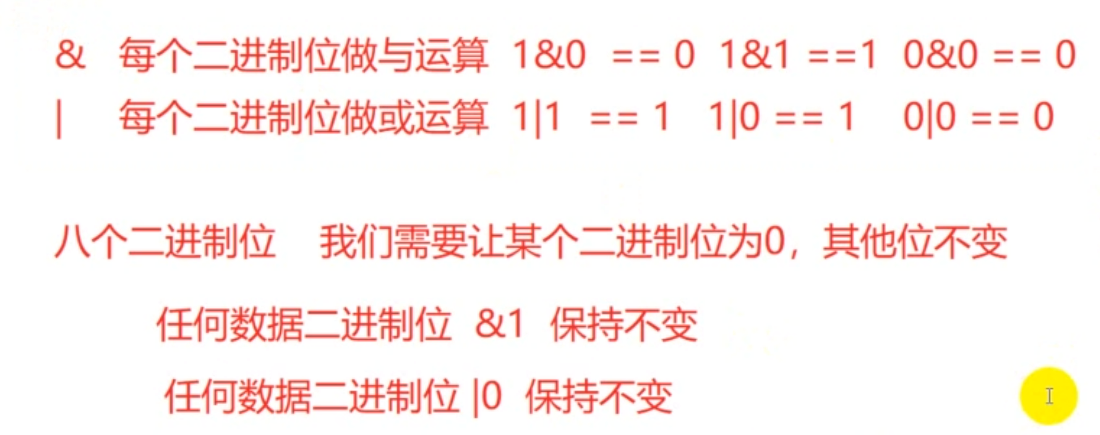 & 每个二进制位做与运算 1&0 == 0 1&1 ==1 0&0 == 0
| 每个二进制位做或运算 1|1 == 1 1|0 == 1 0|0 == 0
八个二进制位 我们需要让某个二进制位为0，其他位不变
任何数据二进制位 &1 保持不变
任何数据二进制位 |0 保持不变